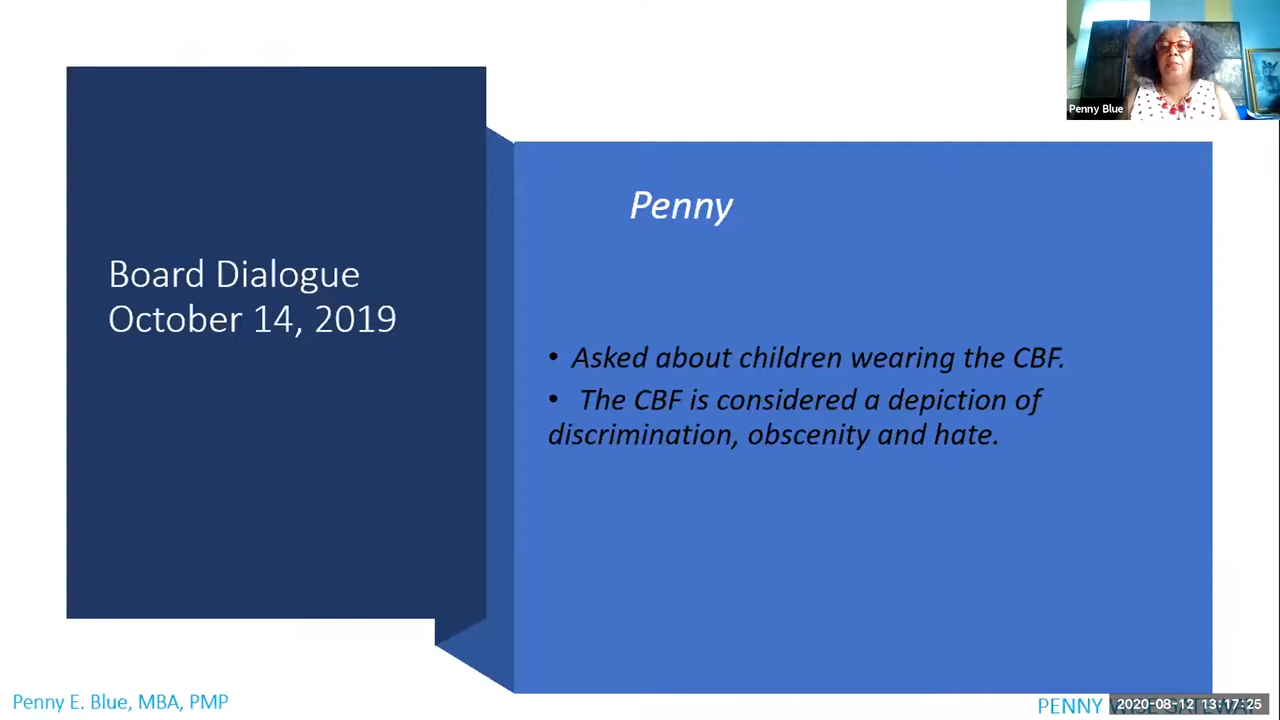 Penny Blue
Board Dialogue
October 14, 2019
Penny
• Asked about children wearing the CBF.
• The CBF is considered a depiction of
discrimination, obscenity and hate.
Penny E. Blue, MBA, PMP
PENNY
2020-08-12 13:17:25